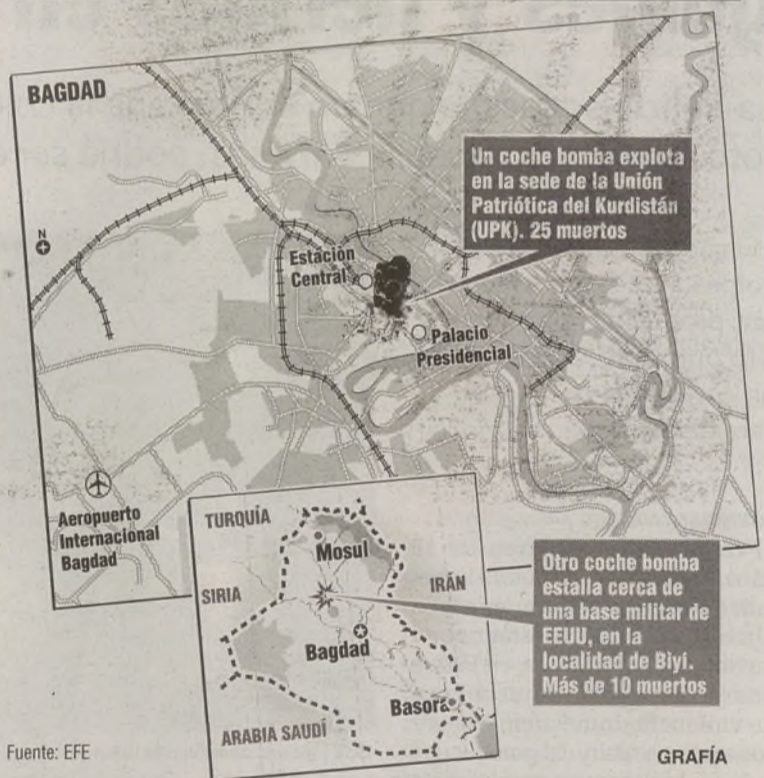 BAGDAD
Un coche bomba explota
en la sede de la Unión
Patriótica del Kurdistán
(UPK). 25 muertos
N
Estación
Central
Palacio
Presidencial
Aeropuerto
Internacional
Bagdad
TURQUÍA
Mosul
SIRIA
IRÁN
Bagdad
Basora
ARABIA SAUDÍ
Otro coche bomba
estalla cerca de
una base militar de
EEUU, en la
localidad de Biyi.
Más de 10 muertos
Fuente: EFE
GRAFÍA